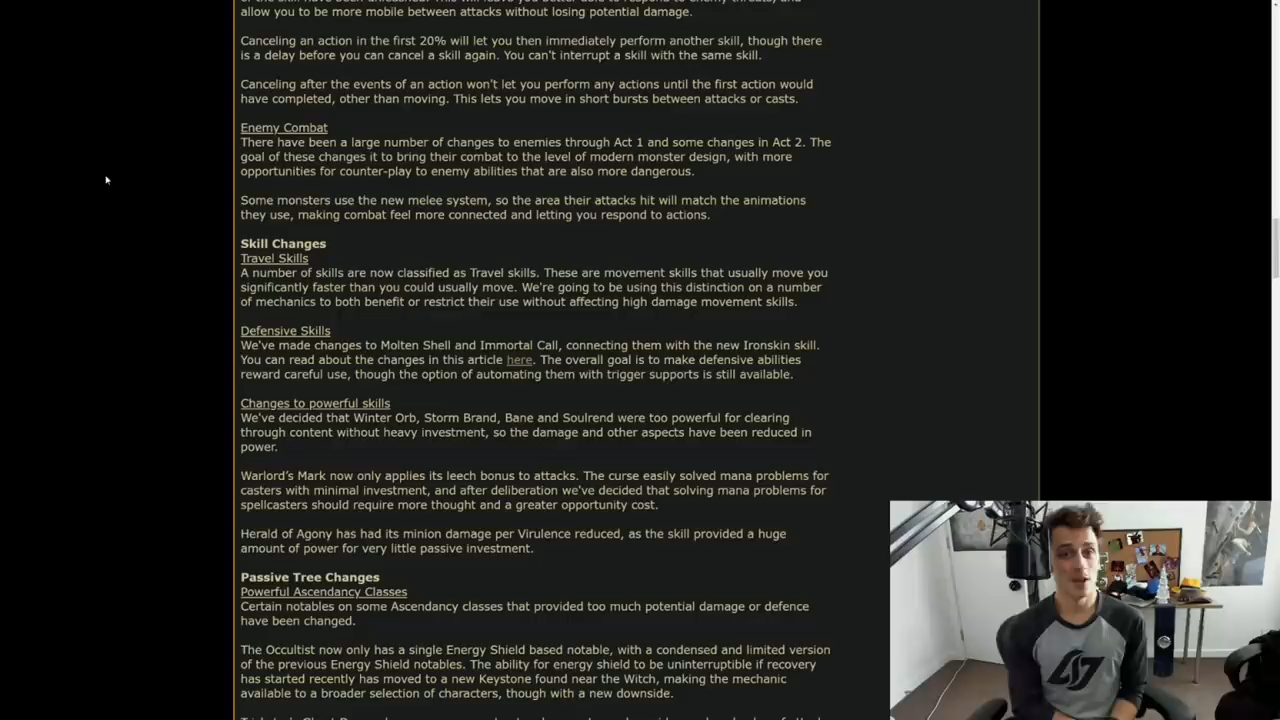 allow you to be more mobile between attacks without losing potential damage.
Canceling an action in the first 20% will let you then immediately perform another skill, though there
is a delay before you can cancel a skill again. You can't interrupt a skill with the same skill.
Canceling after the events of an action won't let you perform any actions until the first action would
have completed, other than moving. This lets you move in short bursts between attacks or casts.
Enemy Combat
There have been a large number of changes to enemies through Act 1 and some changes in Act 2. The
goal of these changes it to bring their combat to the level of modern monster design, with more
opportunities for counter-play to enemy abilities that are also more dangerous.
Some monsters use the new melee system, so the area their attacks hit will match the animations
they use, making combat feel more connected and letting you respond to actions.
Skill Changes
Travel Skills
A number of skills are now classified as Travel skills. These are movement skills that usually move you
significantly faster than you could usually move. We're going to be using this distinction on a number
of mechanics to both benefit or restrict their use without affecting high damage movement skills.
Defensive Skills
We've made changes to Molten Shell and Immortal Call, connecting them with the new Ironskin skill.
You can read about the changes in this article here. The overall goal is to make defensive abilities
reward careful use, though the option of automating them with trigger supports is still available.
Changes to powerful skills
We've decided that Winter Orb, Storm Brand, Bane and Soulrend were too powerful for clearing
through content without heavy investment, so the damage and other aspects have been reduced in
power.
Warlord's Mark now only applies its leech bonus to attacks. The curse easily solved mana problems for
casters with minimal investment, and after deliberation we've decided that solving mana problems for
spellcasters should require more thought and a greater opportunity cost.
Herald of Agony has had its minion damage per Virulence reduced, as the skill provided a huge
amount of power for very little passive investment.
Passive Tree Changes
Powerful Ascendancy Classes
Certain notables on some Ascendancy classes that provided too much potential damage or defence
have been changed.
The Occultist now only has a single Energy Shield based notable, with a condensed and limited version
of the previous Energy Shield notables. The ability for energy shield to be uninterruptible if recovery
has started recently has moved to a new Keystone found near the Witch, making the mechanic
available to a broader selection of characters, though with a new downside.